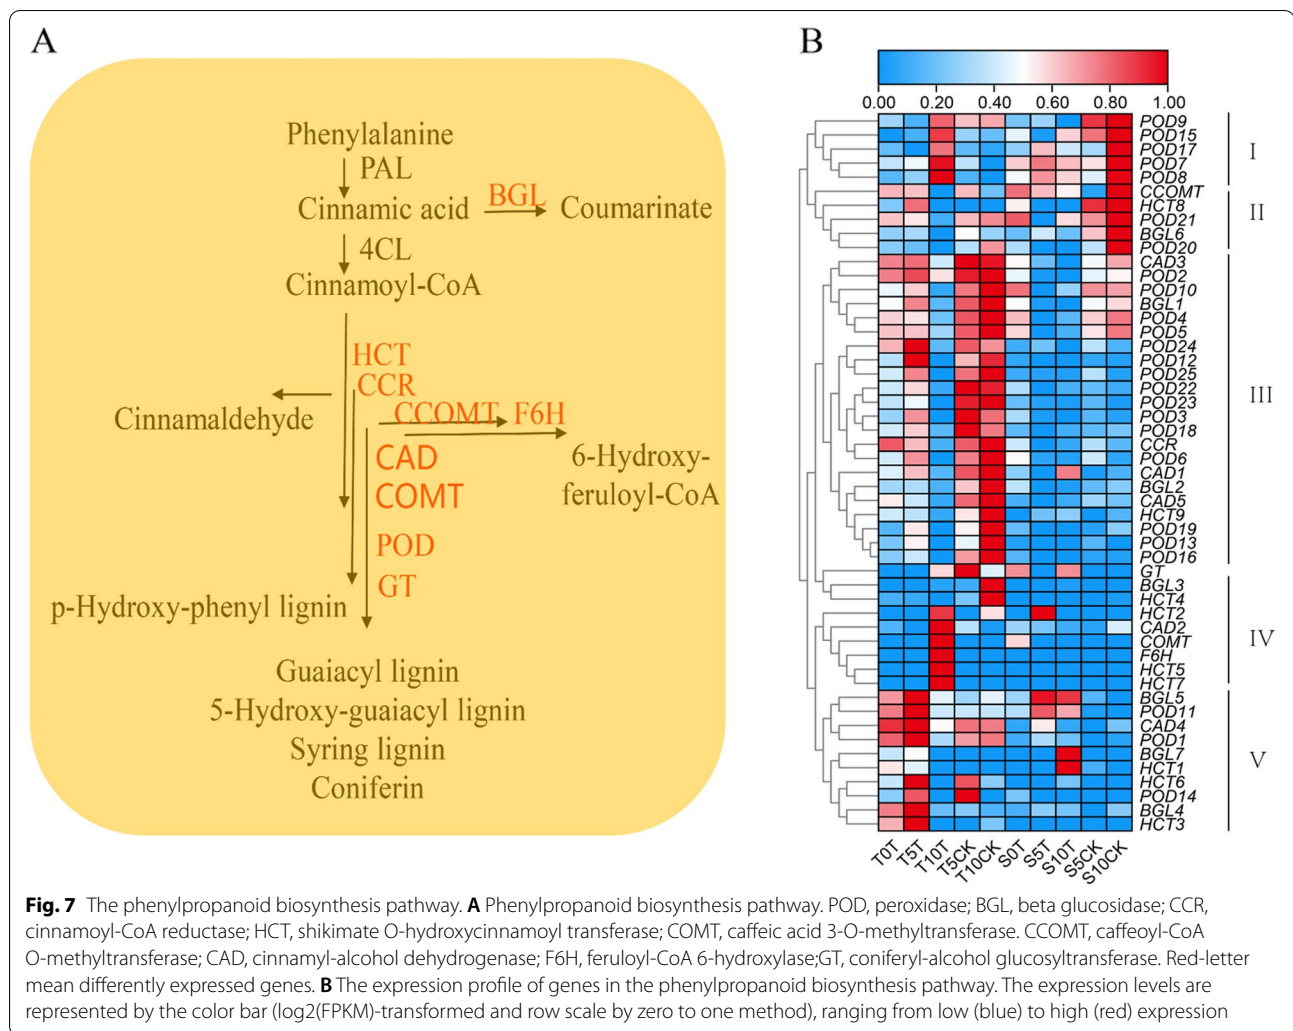 A
Phenylalanine
PAL
Cinnamic acid
BGL
Coumarinate
4CL
Cinnamoyl-CoA
HCT
CCR
CCOMT
F6H
Cinnamaldehyde
CAD
6-Hydroxy-
feruloyl-CoA
COMT
POD
GT
p-Hydroxy-phenyl lignin
Guaiacyl lignin
5-Hydroxy-guaiacyl lignin
Syring lignin
Coniferin
B
0.00 0.20 0.40 0.60 0.80 1.00
POD9
POD15
POD17
POD7
POD8
CCOMT
HCT8
POD21
BGL6
POD20
CAD3
POD2
POD10
BGL1
POD4
POD5
POD24
POD12
POD25
POD22
POD23
POD3
POD18
CCR
POD6
CAD1
BGL2
CAD5
HCT9
POD19
POD13
POD16
GT
BGL3
HCT4
HCT2
CAD2
COMT
F6H
HCT5
HCT7
BGL5
POD11
CAD4
POD1
BGL7
HCT1
HCT6
POD14
BGL4
HCT3
I
II
III
IV
V
T0T T5T T10T T5CK T10CK S0T S5T S10T S5CK S10CK
Fig. 7 The phenylpropanoid biosynthesis pathway. A Phenylpropanoid biosynthesis pathway. POD, peroxidase; BGL, beta glucosidase; CCR,
cinnamoyl-CoA reductase; HCT, shikimate O-hydroxycinnamoyl transferase; COMT, caffeic acid 3-O-methyltransferase. CCOMT, caffeoyl-CoA
O-methyltransferase; CAD, cinnamyl-alcohol dehydrogenase; F6H, feruloyl-CoA 6-hydroxylase;GT, coniferyl-alcohol glucosyltransferase. Red-letter
mean differently expressed genes. B The expression profile of genes in the phenylpropanoid biosynthesis pathway. The expression levels are
represented by the color bar (log2(FPKM)-transformed and row scale by zero to one method), ranging from low (blue) to high (red) expression